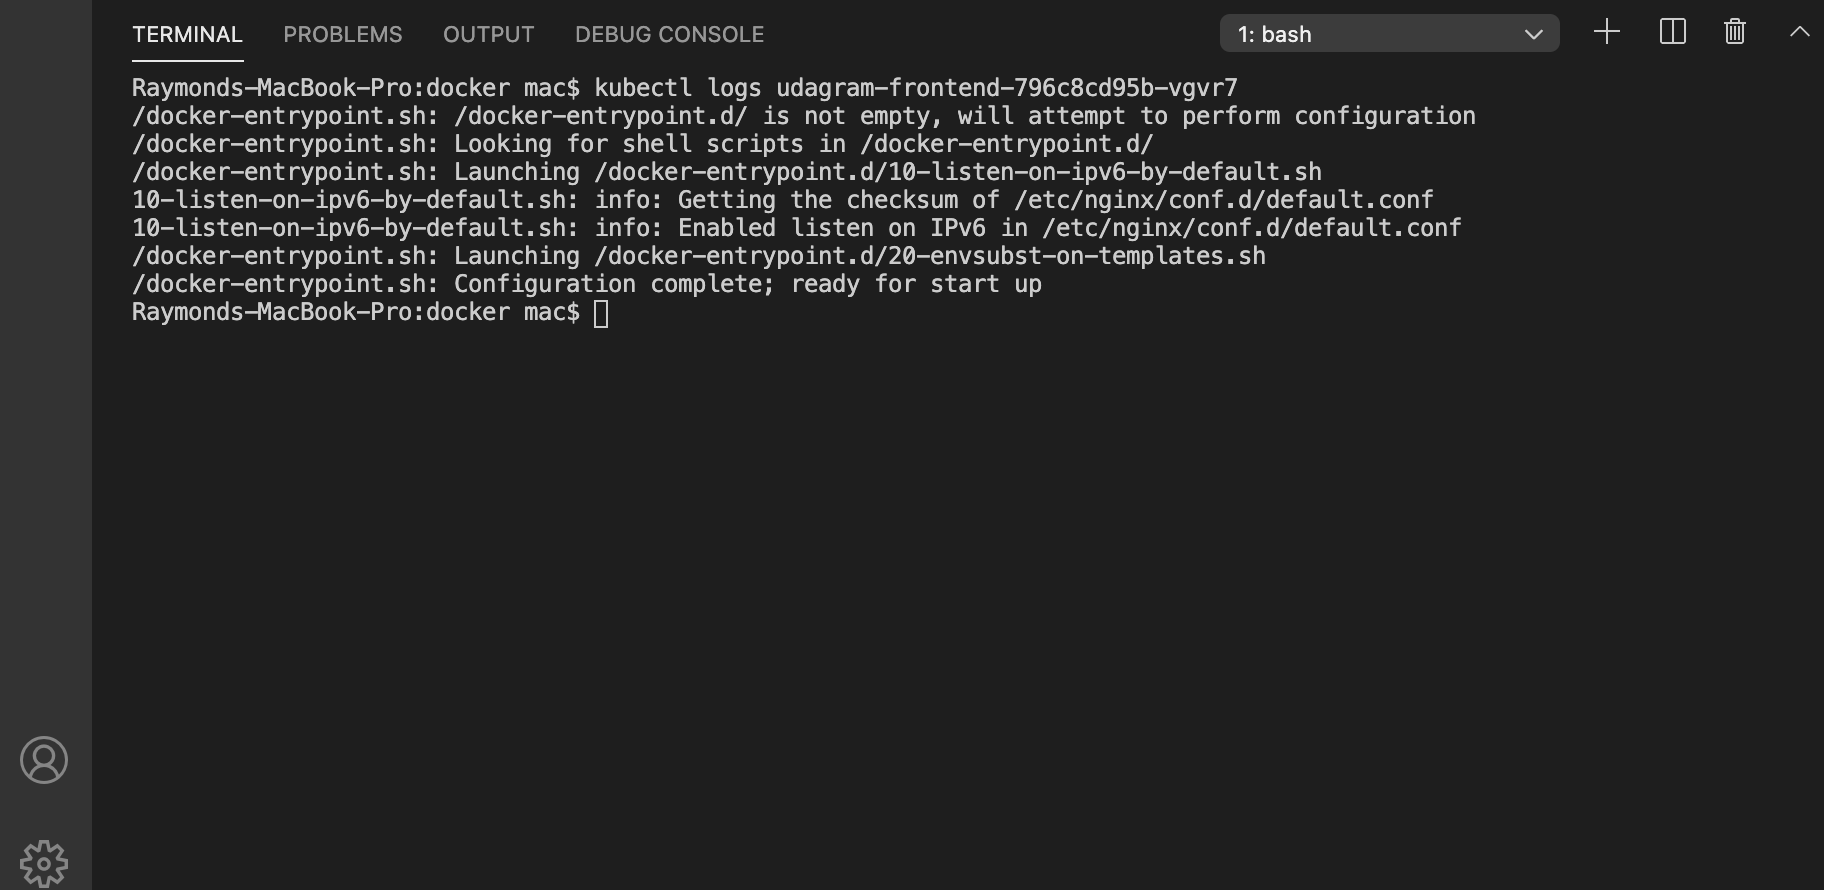 TERMINAL PROBLEMS OUTPUT DEBUG CONSOLE 1: bash
Raymonds-MacBook-Pro:docker mac$ kubectl logs udagram-frontend-796c8cd95b-vgvr7
/docker-entrypoint.sh: /docker-entrypoint.d/ is not empty, will attempt to perform configuration
/docker-entrypoint.sh: Looking for shell scripts in /docker-entrypoint.d/
/docker-entrypoint.sh: Launching /docker-entrypoint.d/10-listen-on-ipv6-by-default.sh
10-listen-on-ipv6-by-default.sh: info: Getting the checksum of /etc/nginx/conf.d/default.conf
10-listen-on-ipv6-by-default.sh: info: Enabled listen on IPv6 in /etc/nginx/conf.d/default.conf
/docker-entrypoint.sh: Launching /docker-entrypoint.d/20-envsubst-on-templates.sh
/docker-entrypoint.sh: Configuration complete; ready for start up
Raymonds-MacBook-Pro:docker mac$